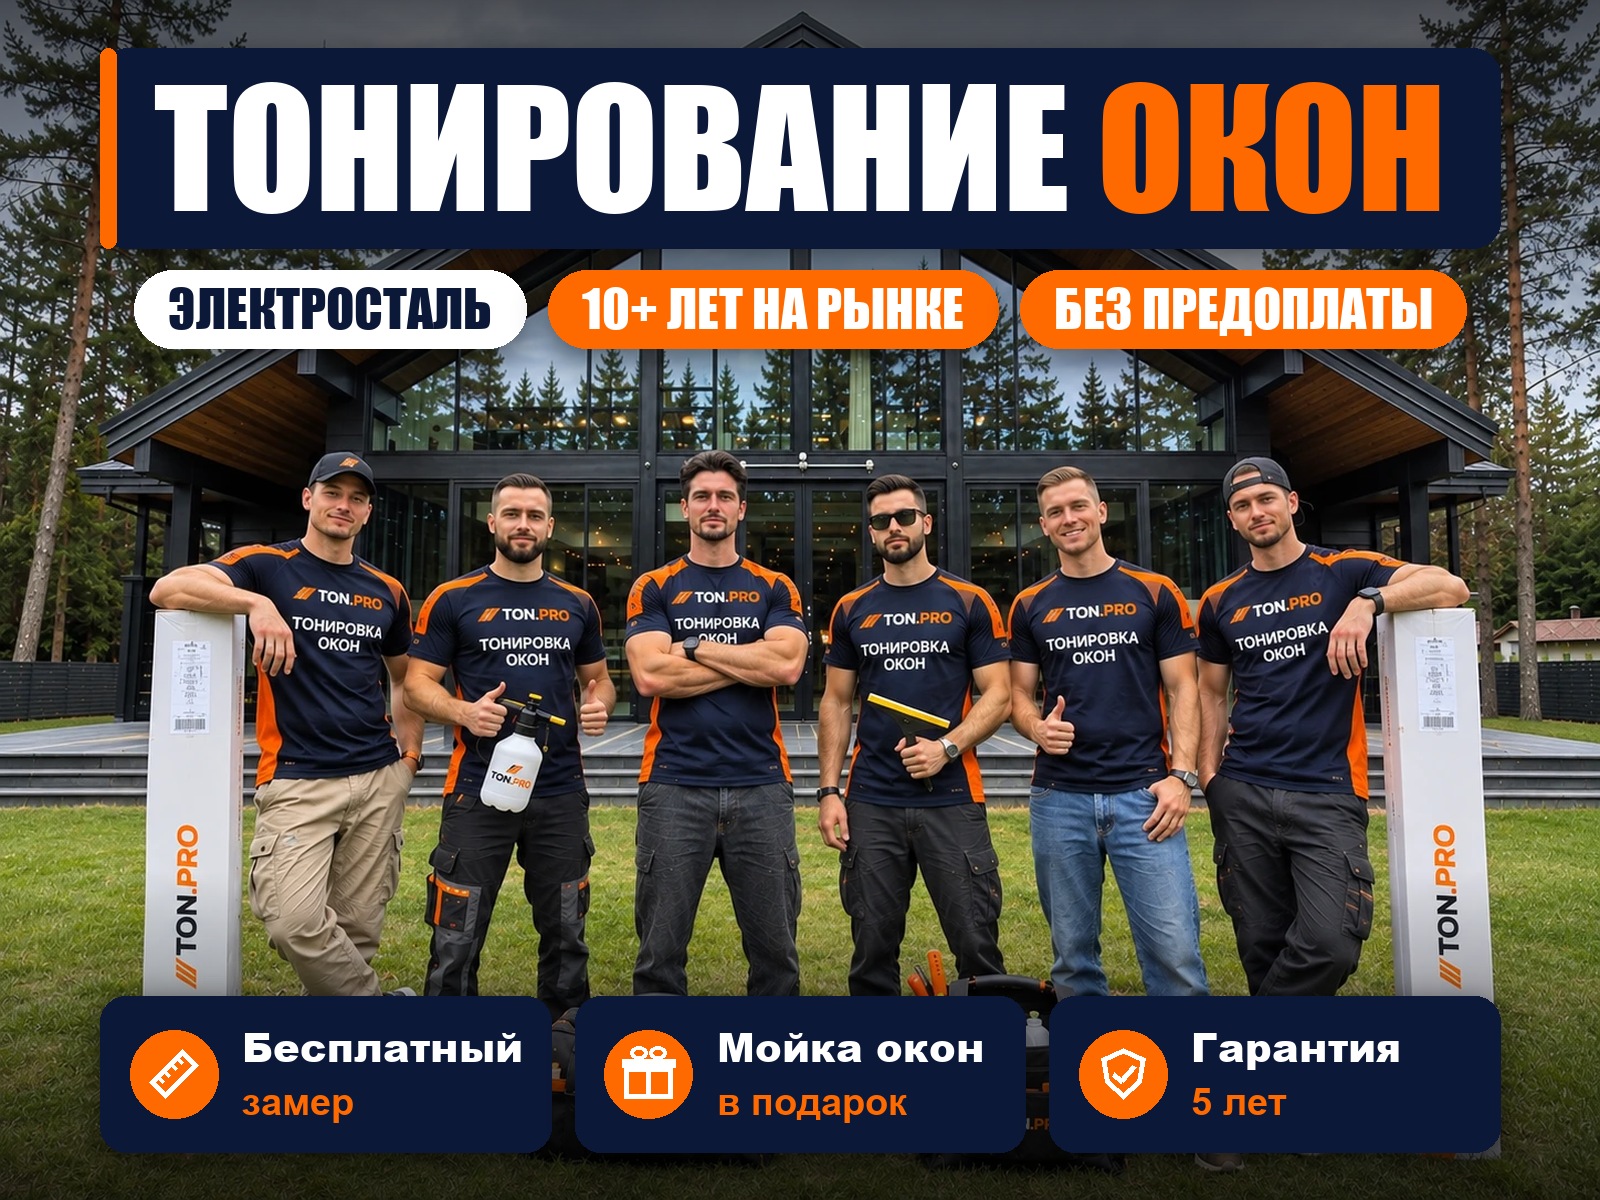 ТОНИРОВАНИЕ ОКОН
ЭЛЕКТРОСТАЛЬ
10+ ЛЕТ НА РЫНКЕ
БЕЗ ПРЕДОПЛАТЫ
TON.PRO
ТОНИРОВКА
ОКОН
TON.PRO
ТОНИРОВКА
ОКОН
TON.PRO
ТОНИРОВКА
ОКОН
TON.PRO
ТОНИРОВКА
ОКОН
TON.PRO
ТОНИРОВКА
ОКОН
TON.PRO
ТОНИРОВКА
ОКОН
TON.PRO
TON.PRO
TON.PRO
Бесплатный
замер
Мойка окон
в подарок
Гарантия
5 лет